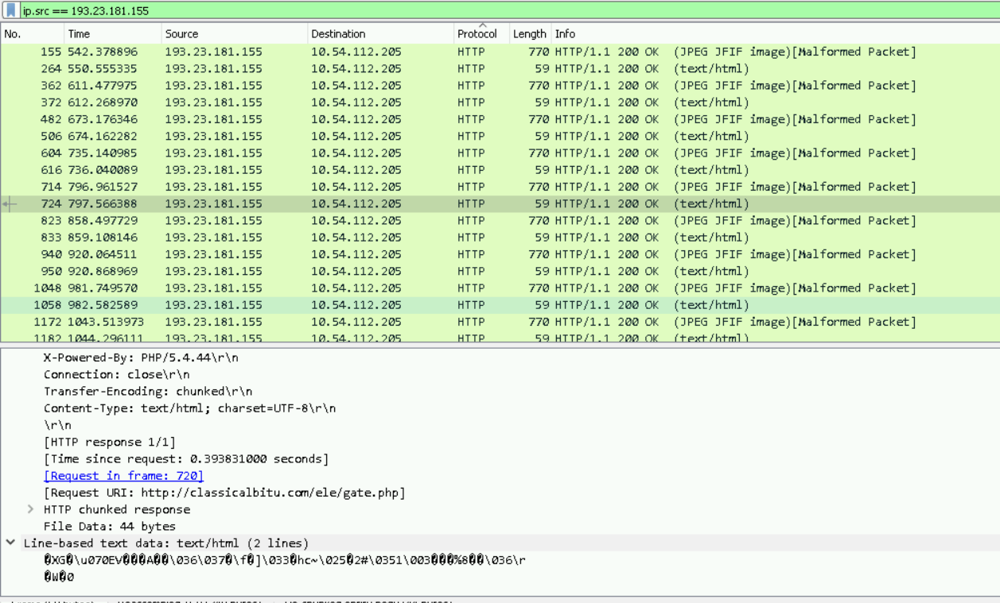 ip.src == 193.23.181.155
No. Time Source Destination Protocol Length Info
155 542.378896 193.23.181.155 10.54.112.205 HTTP 770 HTTP/1.1 200 OK (JPEG JFIF image)[Malformed Packet]
264 550.555335 193.23.181.155 10.54.112.205 HTTP 59 HTTP/1.1 200 OK (text/html)
362 611.477975 193.23.181.155 10.54.112.205 HTTP 770 HTTP/1.1 200 OK (JPEG JFIF image)[Malformed Packet]
372 612.268970 193.23.181.155 10.54.112.205 HTTP 59 HTTP/1.1 200 OK (text/html)
482 673.176346 193.23.181.155 10.54.112.205 HTTP 770 HTTP/1.1 200 OK (JPEG JFIF image)[Malformed Packet]
506 674.162282 193.23.181.155 10.54.112.205 HTTP 59 HTTP/1.1 200 OK (text/html)
604 735.140985 193.23.181.155 10.54.112.205 HTTP 770 HTTP/1.1 200 OK (JPEG JFIF image)[Malformed Packet]
616 736.040089 193.23.181.155 10.54.112.205 HTTP 59 HTTP/1.1 200 OK (text/html)
714 796.961527 193.23.181.155 10.54.112.205 HTTP 770 HTTP/1.1 200 OK (JPEG JFIF image)[Malformed Packet]
724 797.566388 193.23.181.155 10.54.112.205 HTTP 59 HTTP/1.1 200 OK (text/html)
823 858.497729 193.23.181.155 10.54.112.205 HTTP 770 HTTP/1.1 200 OK (JPEG JFIF image)[Malformed Packet]
833 859.108146 193.23.181.155 10.54.112.205 HTTP 59 HTTP/1.1 200 OK (text/html)
940 920.064511 193.23.181.155 10.54.112.205 HTTP 770 HTTP/1.1 200 OK (JPEG JFIF image)[Malformed Packet]
950 920.868969 193.23.181.155 10.54.112.205 HTTP 59 HTTP/1.1 200 OK (text/html)
1048 981.749570 193.23.181.155 10.54.112.205 HTTP 770 HTTP/1.1 200 OK (JPEG JFIF image)[Malformed Packet]
1058 982.582589 193.23.181.155 10.54.112.205 HTTP 59 HTTP/1.1 200 OK (text/html)
1172 1043.513973 193.23.181.155 10.54.112.205 HTTP 770 HTTP/1.1 200 OK (JPEG JFIF image)[Malformed Packet]
1182 1044.296111 193.23.181.155 10.54.112.205 HTTP 59 HTTP/1.1 200 OK (text/html)
X-Powered-By: PHP/5.4.44\r\n
Connection: close\r\n
Transfer-Encoding: chunked\r\n
Content-Type: text/html; charset=UTF-8\r\n
\r\n
[HTTP response 1/1]
[Time since request: 0.393831000 seconds]
[Request in frame: 720]
[Request URI: http://classicalbitu.com/ele/gate.php]
HTTP chunked response
File Data: 44 bytes
Line-based text data: text/html (2 lines)
�XG�\u070EV���A��\036\037�\f�]\033�hc~\025�2#\0351\003���%8��\036\r
�W�0